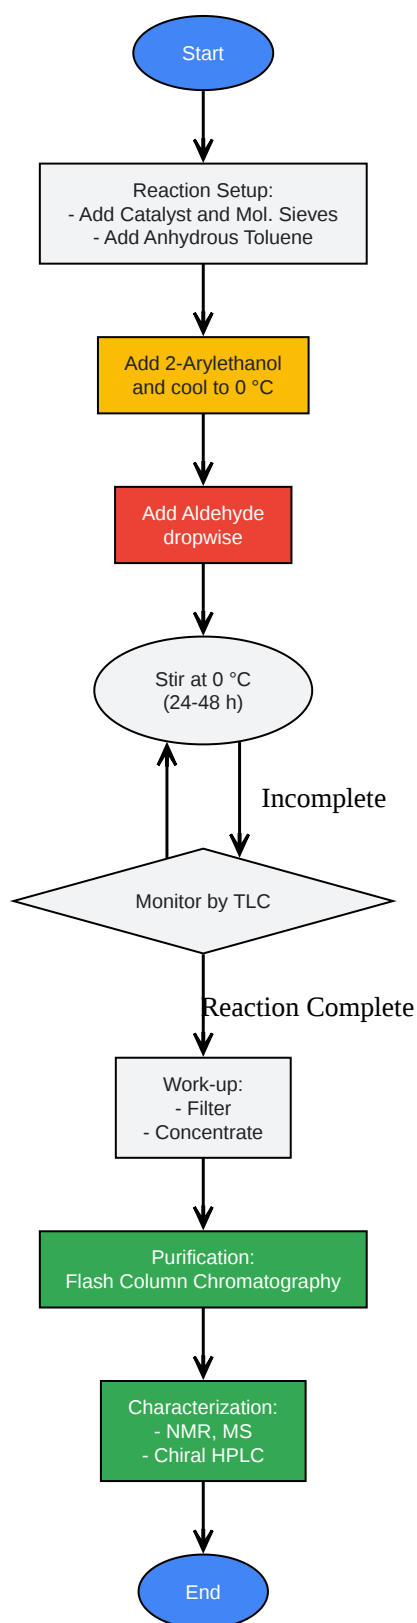 Start
Reaction Setup:
- Add Catalyst and Mol. Sieves
- Add Anhydrous Toluene
Add 2-Arylethanol
and cool to 0 °C
Add Aldehyde
dropwise
Stir at 0 °C
(24-48 h)
Incomplete
Monitor by TLC
Reaction Complete
Work-up:
- Filter
- Concentrate
Purification:
Flash Column Chromatography
Characterization:
- NMR, MS
- Chiral HPLC
End